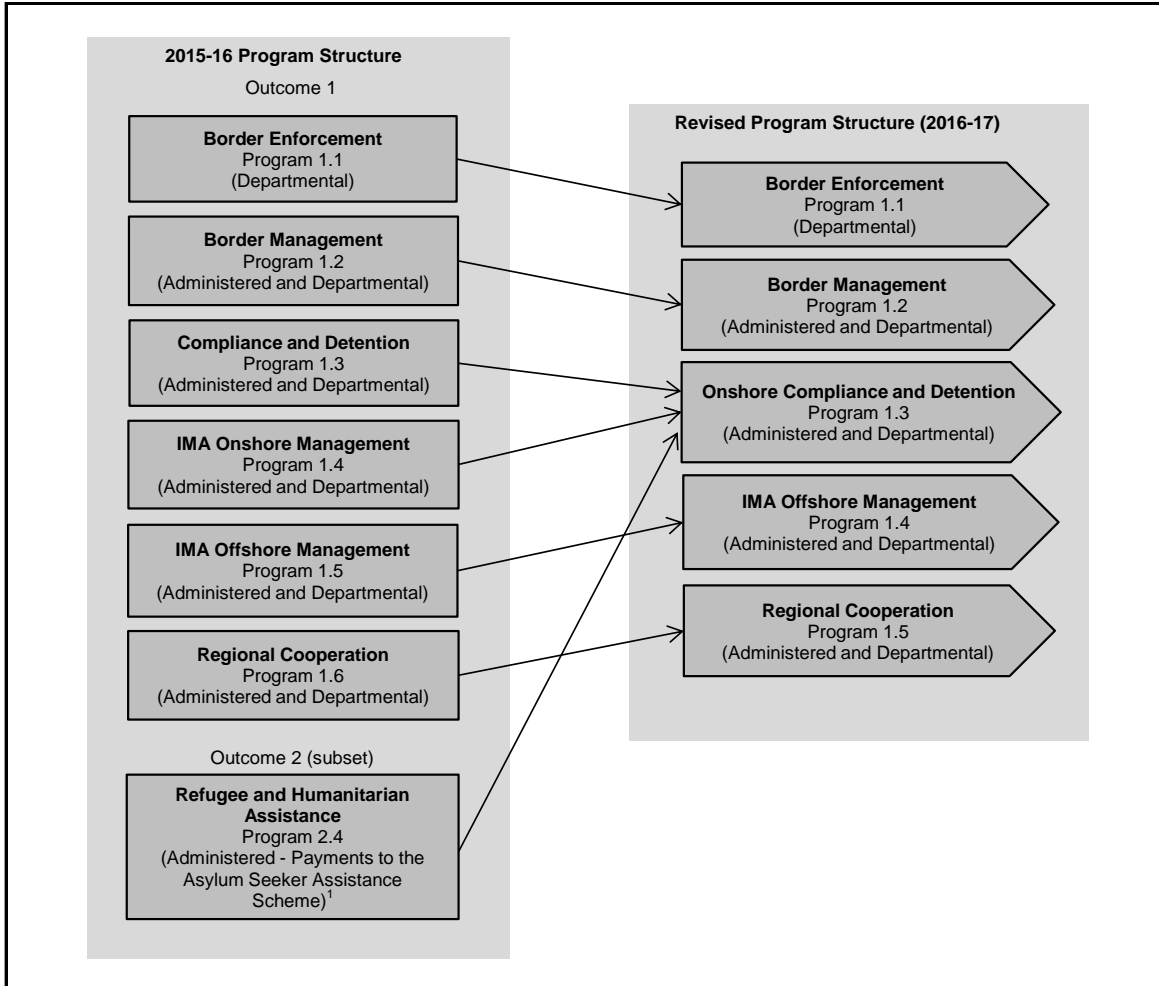 2015-16 Program Structure
Outcome 1
Border Enforcement
Program 1.1
(Departmental)
Border Management
Program 1.2
(Administered and Departmental)
Compliance and Detention
Program 1.3
(Administered and Departmental)
IMA Onshore Management
Program 1.4
(Administered and Departmental)
IMA Offshore Management
Program 1.5
(Administered and Departmental)
Regional Cooperation
Program 1.6
(Administered and Departmental)
Outcome 2 (subset)
Refugee and Humanitarian
Assistance
Program 2.4
(Administered - Payments to the
Asylum Seeker Assistance
Scheme)1
Revised Program Structure (2016-17)
Border Enforcement
Program 1.1
(Departmental)
Border Management
Program 1.2
(Administered and Departmental)
Onshore Compliance and Detention
Program 1.3
(Administered and Departmental)
IMA Offshore Management
Program 1.4
(Administered and Departmental)
Regional Cooperation
Program 1.5
(Administered and Departmental)